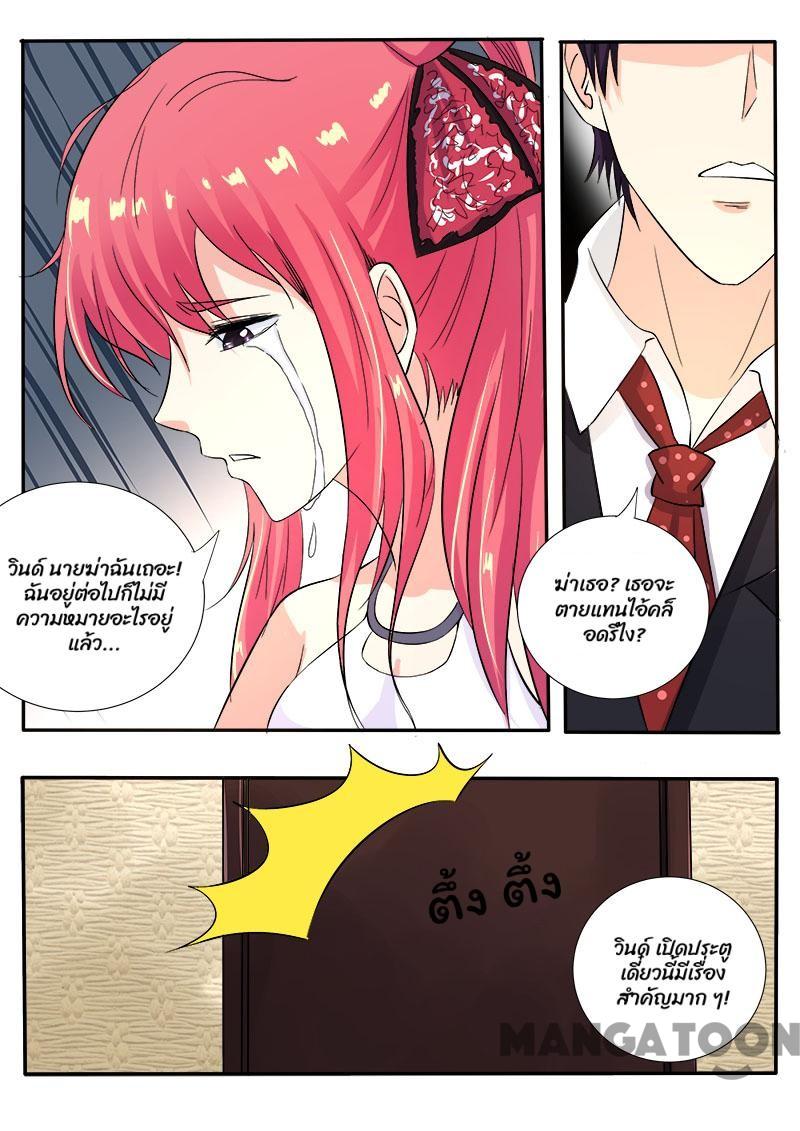 วินด์ นายฆ่าฉันเถอะ!
ฉันอยู่ต่อไปก็ไม่มี
ความหมายอะไรอยู่
แล้ว...
ฆ่าเธอ? เธอจะ
ตายแทนไอ้คล็
อดรึไง?
ตึ้ง ตึ้ง
วินด์ เปิดประตู
เดี๋ยวนี้มีเรื่อง
สำคัญมาก ๆ!
MANGATOON